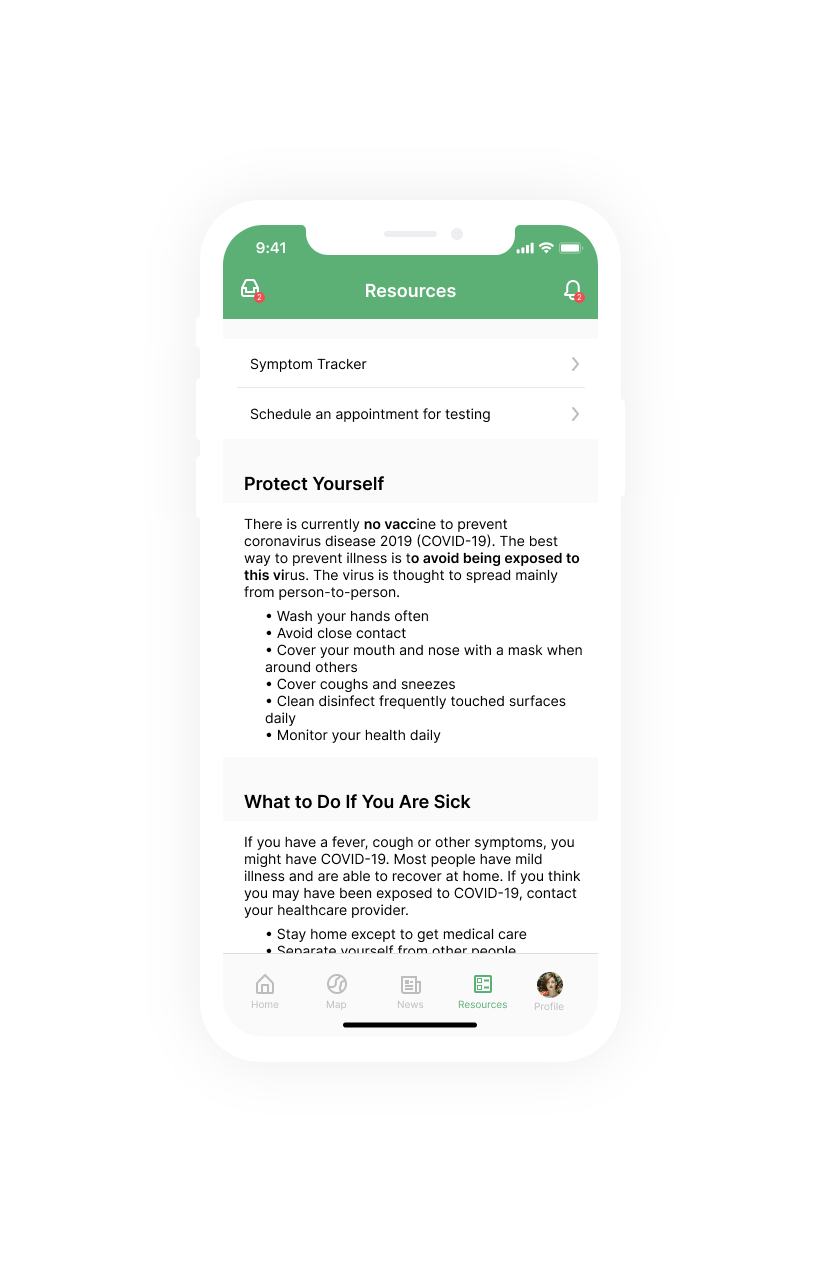 9:41
2
Resources
2
Symptom Tracker
Schedule an appointment for testing
Protect Yourself
There is currently no vaccine to prevent
coronavirus disease 2019 (COVID-19). The best
way to prevent illness is to avoid being exposed to
this virus. The virus is thought to spread mainly
from person-to-person.
• Wash your hands often
• Avoid close contact
• Cover your mouth and nose with a mask when
around others
• Cover coughs and sneezes
• Clean disinfect frequently touched surfaces
daily
• Monitor your health daily
What to Do If You Are Sick
If you have a fever, cough or other symptoms, you
might have COVID-19. Most people have mild
illness and are able to recover at home. If you think
you may have been exposed to COVID-19, contact
your healthcare provider.
• Stay home except to get medical care
• Separate yourself from other people
Home
Map
News
Resources
Profile